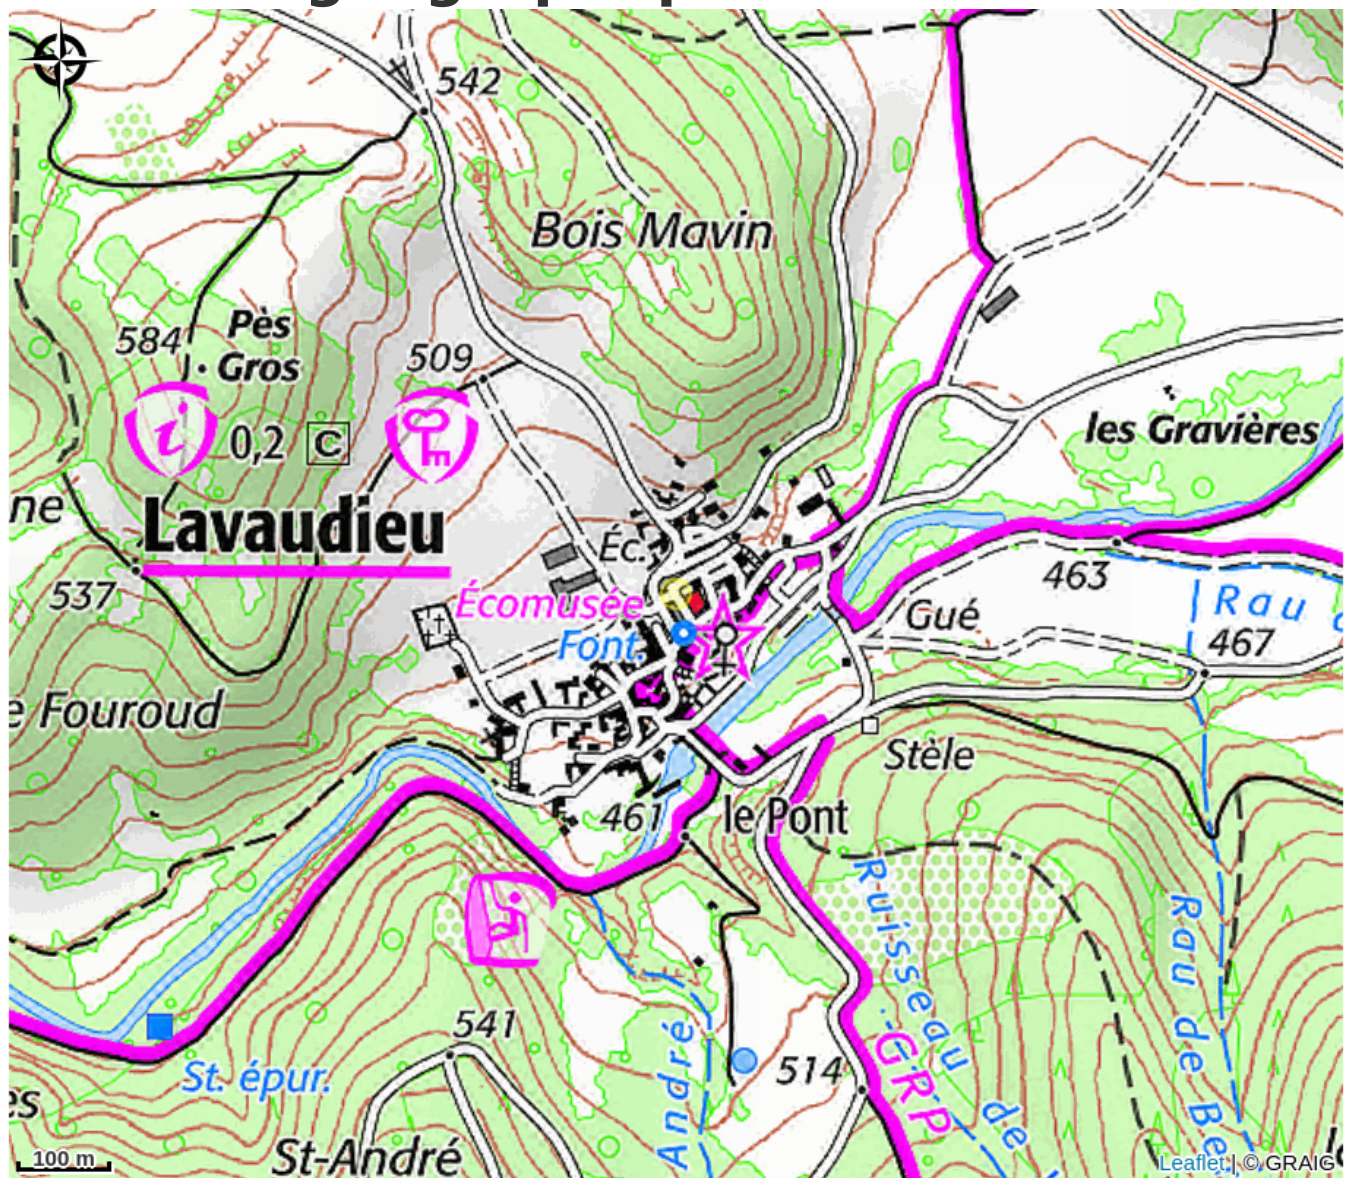 542
Bois Mavin
584
Pès
Gros
509
0,2 C
les Gravières
ne
Lavaudieu
Éc.
537
463
Écomusée
Rau d
Gué
Font.
467
e Fouroud
Stèle
461
le Pont
Ruisseau de
Rau de Be
541
André
514
GRP
St. épur.
es
St-André
100 m
Leaflet | © GRAIG